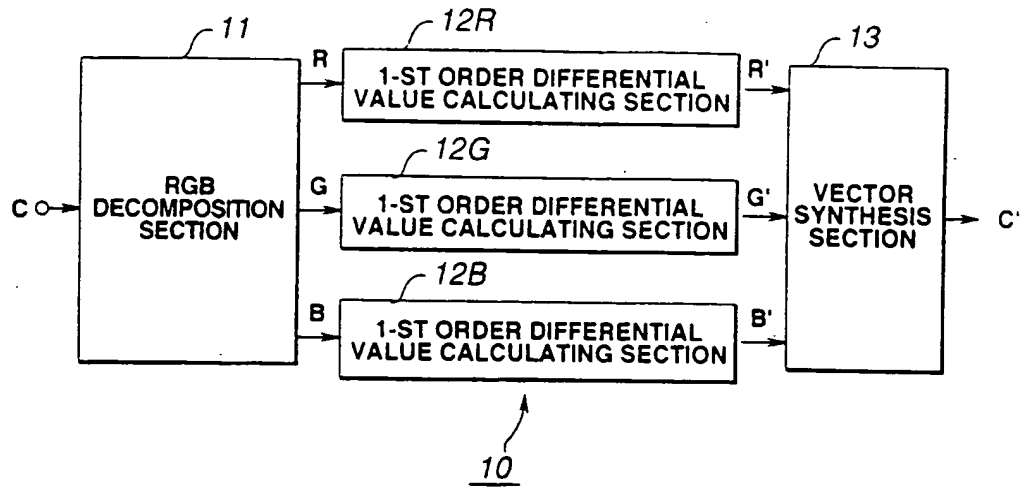 11
12R
13
R
1-ST ORDER DIFFERENTIAL
VALUE CALCULATING SECTION
R'
12G
C
RGB
DECOMPOSITION
SECTION
G
1-ST ORDER DIFFERENTIAL
VALUE CALCULATING SECTION
G'
VECTOR
SYNTHESIS
SECTION
C'
12B
B
1-ST ORDER DIFFERENTIAL
VALUE CALCULATING SECTION
B'
10